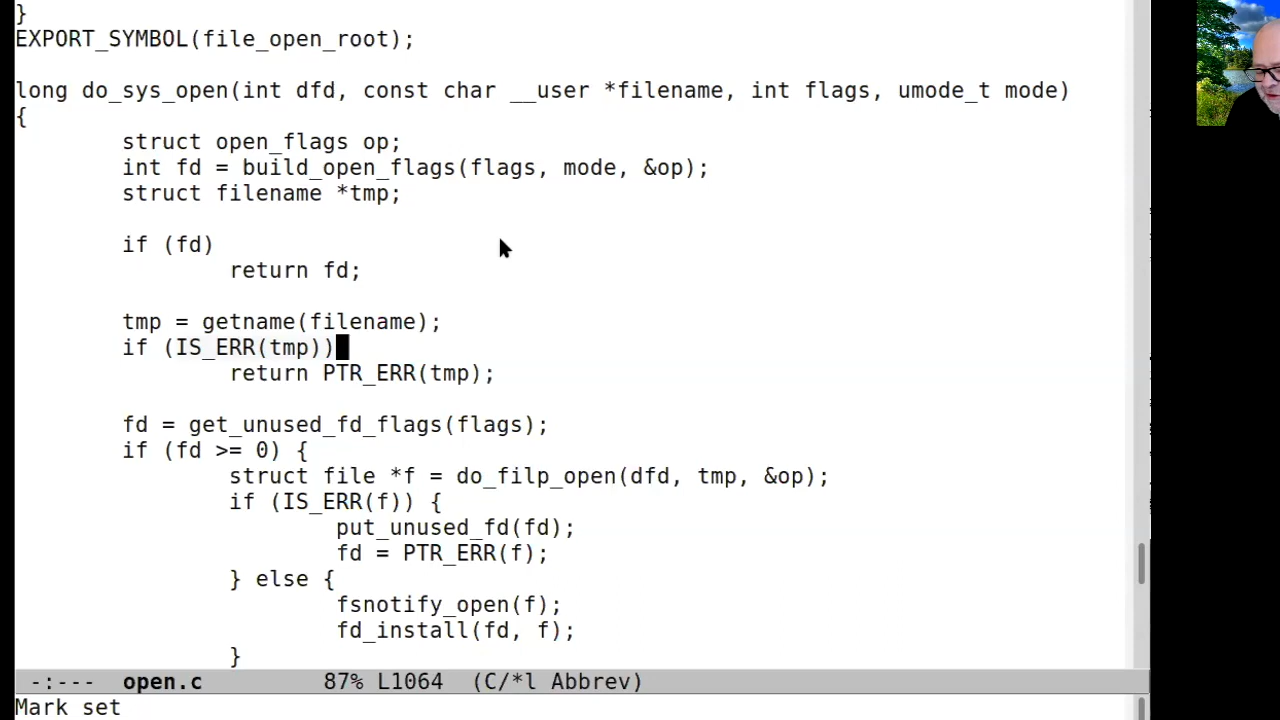 }
EXPORT_SYMBOL(file_open_root);
long do_sys_open(int dfd, const char __user *filename, int flags, umode_t mode)
{
struct open_flags op;
int fd = build_open_flags(flags, mode, &op);
struct filename *tmp;
if (fd)
return fd;
tmp = getname(filename);
if (IS_ERR(tmp))
return PTR_ERR(tmp);
fd = get_unused_fd_flags(flags);
if (fd >= 0) {
struct file *f = do_filp_open(dfd, tmp, &op);
if (IS_ERR(f)) {
put_unused_fd(fd);
fd = PTR_ERR(f);
} else {
fsnotify_open(f);
fd_install(fd, f);
}
-:--- open.c 87% L1064 (C/*l Abbrev)
Mark set